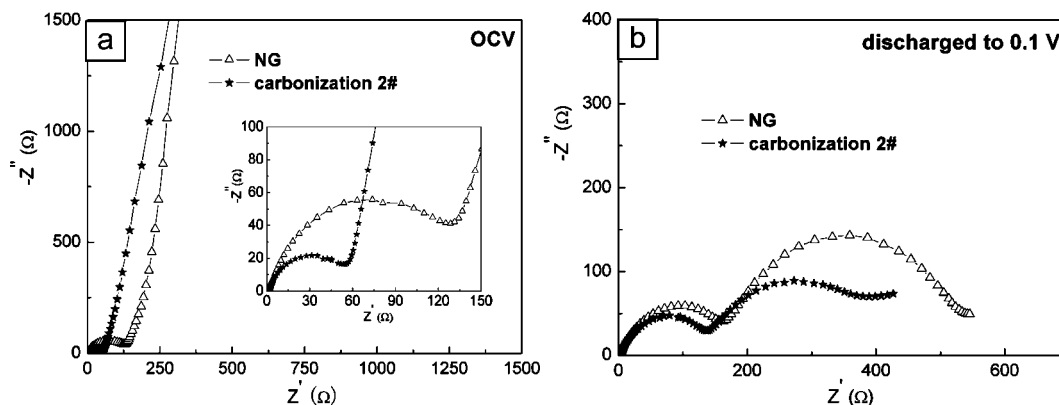 a
OCV
NG
carbonization 2#
-Z'' (Ω)
1500
1000
500
0
0 250 500 750 1000 1250 1500
Z' (Ω)
-Z'' (Ω)
100
80
60
40
20
0
0 30 60 90 120 150
Z' (Ω)
b
discharged to 0.1 V
NG
carbonization 2#
-Z'' (Ω)
400
300
200
100
0
0 200 400 600
Z' (Ω)